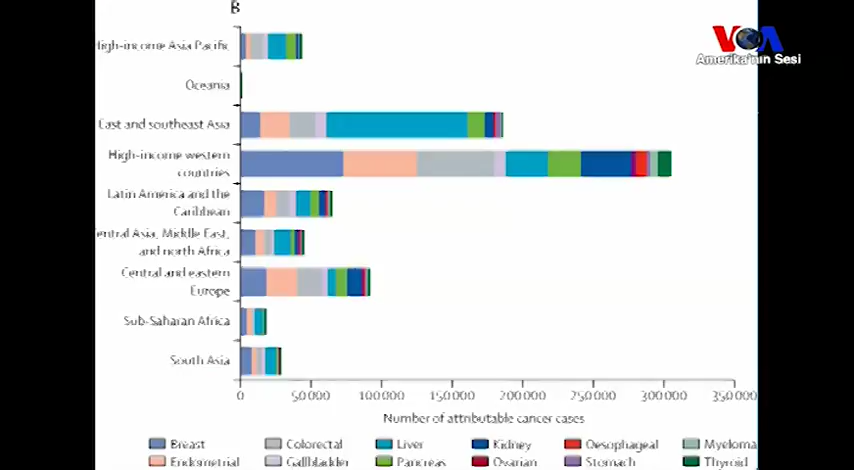 B
High-income Asia Pacific
VOA
Amerika'nın Sesi
Oceania
East and southeast Asia
High-income western
countries
Latin America and the
Caribbean
Central Asia, Middle East,
and north Africa
Central and eastern
Europe
Sub-Saharan Africa
South Asia
0 50 000 100 000 150 000 200 000 250 000 300 000 350 000
Number of attributable cancer cases
Breast Colorectal Liver Kidney Oesophageal Myeloma
Endometrial Gallbladder Pancreas Ovarian Stomach Thyroid